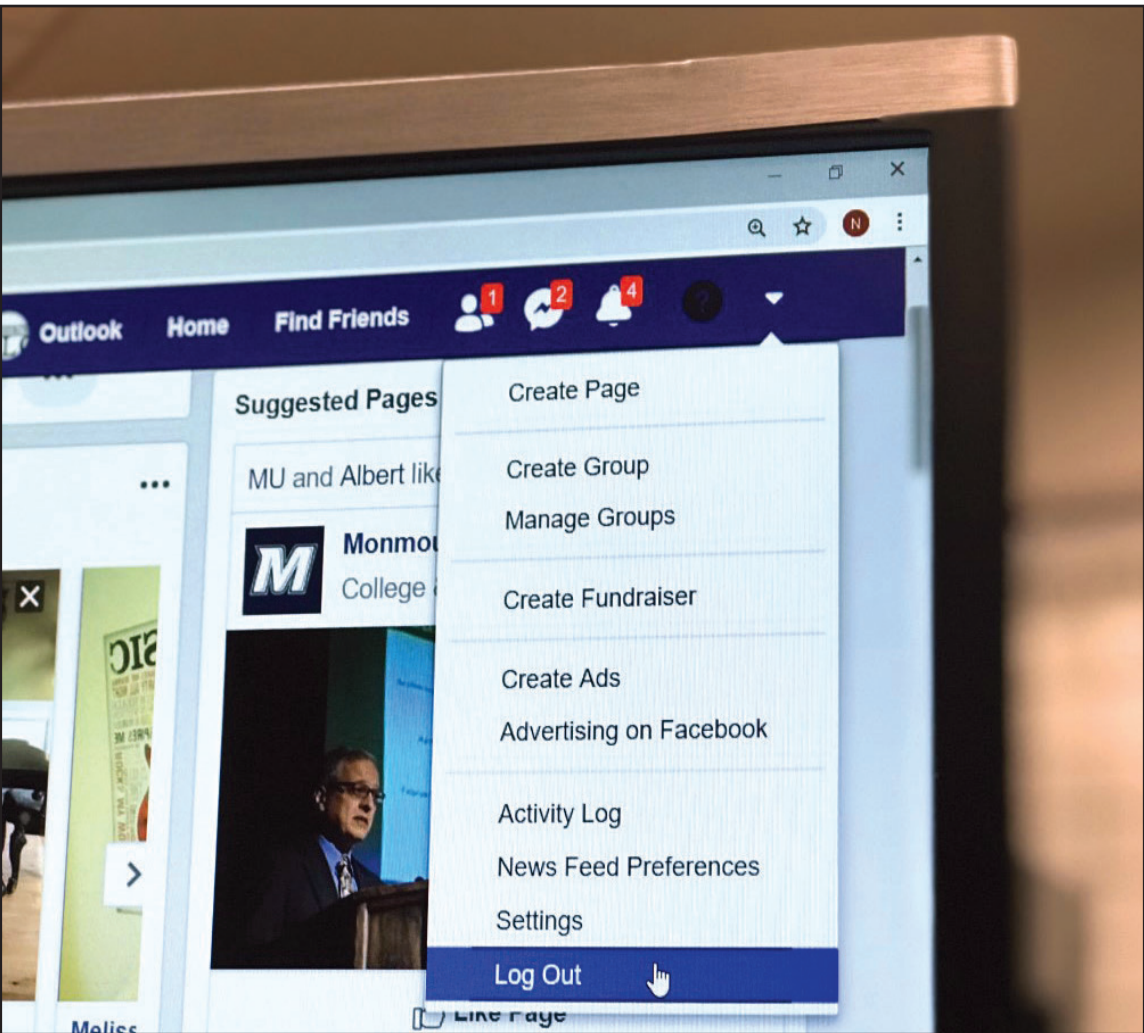 N
1
2
4
?
Outlook
Home
Find Friends
Suggested Pages
MU and Albert like
M
Monmou
College
SIC
Meliss
Create Page
Create Group
Manage Groups
Create Fundraiser
Create Ads
Advertising on Facebook
Activity Log
News Feed Preferences
Settings
Log Out
Like Page